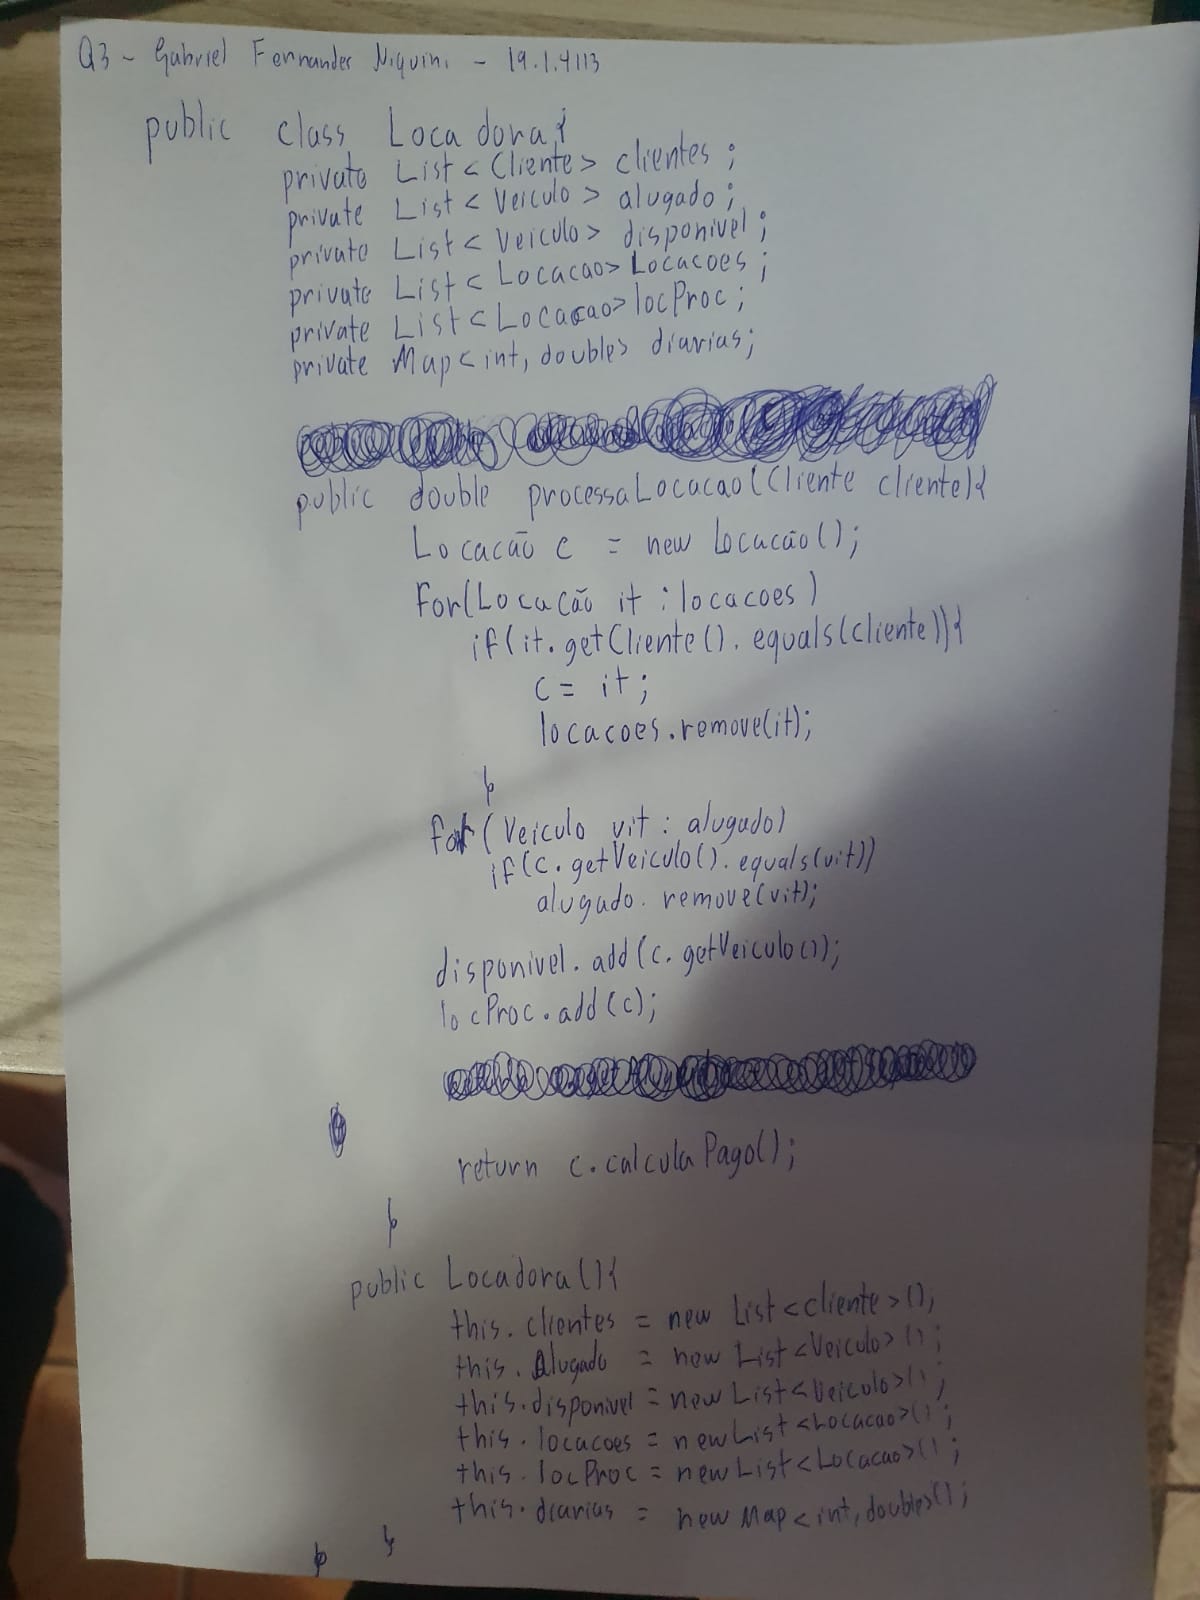 Q3 - Gabriel Fernandes Niquini - 19.1.4113
public class Locadora{
private List<Cliente> clientes;
private List<Veiculo> alugado;
private List<Veiculo> disponivel;
private List<Locacao> Locacoes;
private List<Locacao> locProc;
private Map<int, double> diarias;
public double processaLocacao(Cliente cliente){
Locacão c = new Locacão();
for(Locacão it : locacoes)
if(it.getCliente().equals(cliente)){
c = it;
locacoes.remove(it);
}
for(Veiculo vit : alugado)
if(c.getVeiculo().equals(vit))
alugado.remove(vit);
disponivel.add(c.getVeiculo());
locProc.add(c);
return c.calculaPago();
}
public Locadora(){
this.clientes = new List<cliente>();
this.Alugado = new List<Veiculo>();
this.disponivel = new List<Veiculo>();
this.locacoes = new List<Locacao>();
this.locProc = new List<Locacao>();
this.diarias = new Map<int, double>();
}
}